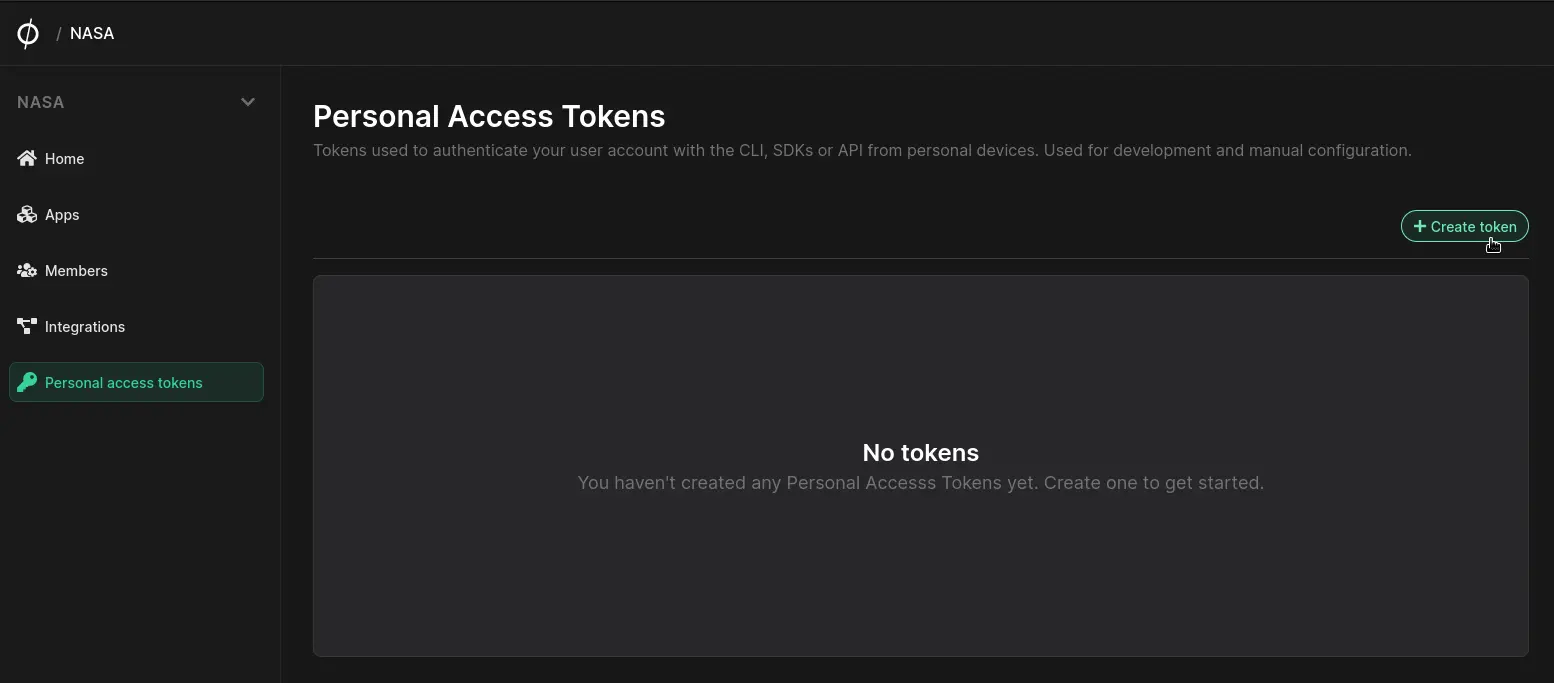 / NASA
NASA
Home
Apps
Members
Integrations
Personal access tokens
Personal Access Tokens
Tokens used to authenticate your user account with the CLI, SDKs or API from personal devices. Used for development and manual configuration.
+ Create token
No tokens
You haven't created any Personal Accesss Tokens yet. Create one to get started.